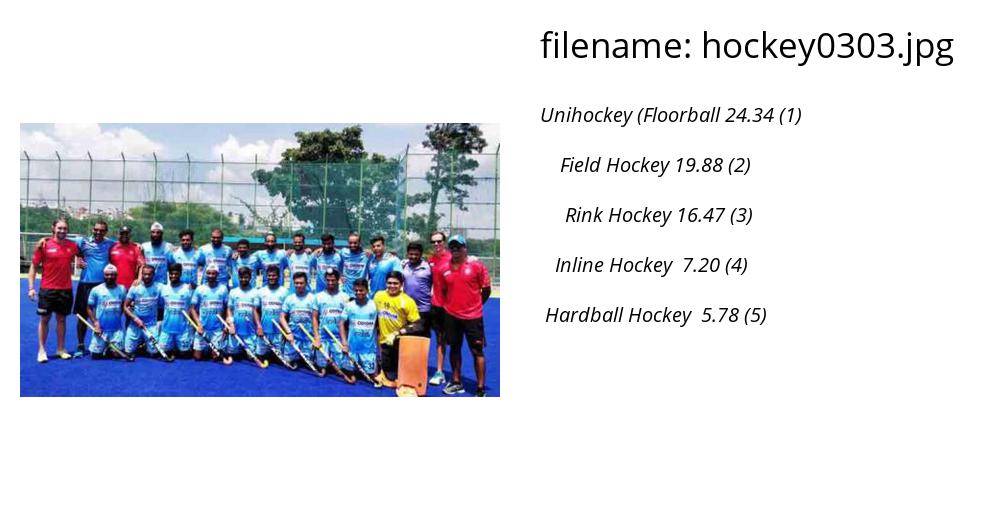 filename: hockey0303.jpg
Unihockey (Floorball 24.34 (1)
Field Hockey 19.88 (2)
Rink Hockey 16.47 (3)
Inline Hockey  7.20 (4)
Hardball Hockey  5.78 (5)